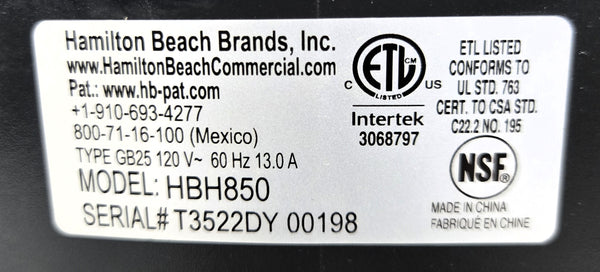 Hamilton Beach Brands, Inc.
www.HamiltonBeachCommercial.com
Pat.: www.hb-pat.com
+1-910-693-4277
800-71-16-100 (Mexico)
TYPE GB25 120 V~ 60 Hz 13.0 A
MODEL: HBH850
SERIAL# T3522DY 00198
ETL CM
LISTED
C US
Intertek
3068797
ETL LISTED
CONFORMS TO
UL STD. 763
CERT. TO CSA STD.
C22.2 NO. 195
NSF
MADE IN CHINA
FABRIQUÉ EN CHINE